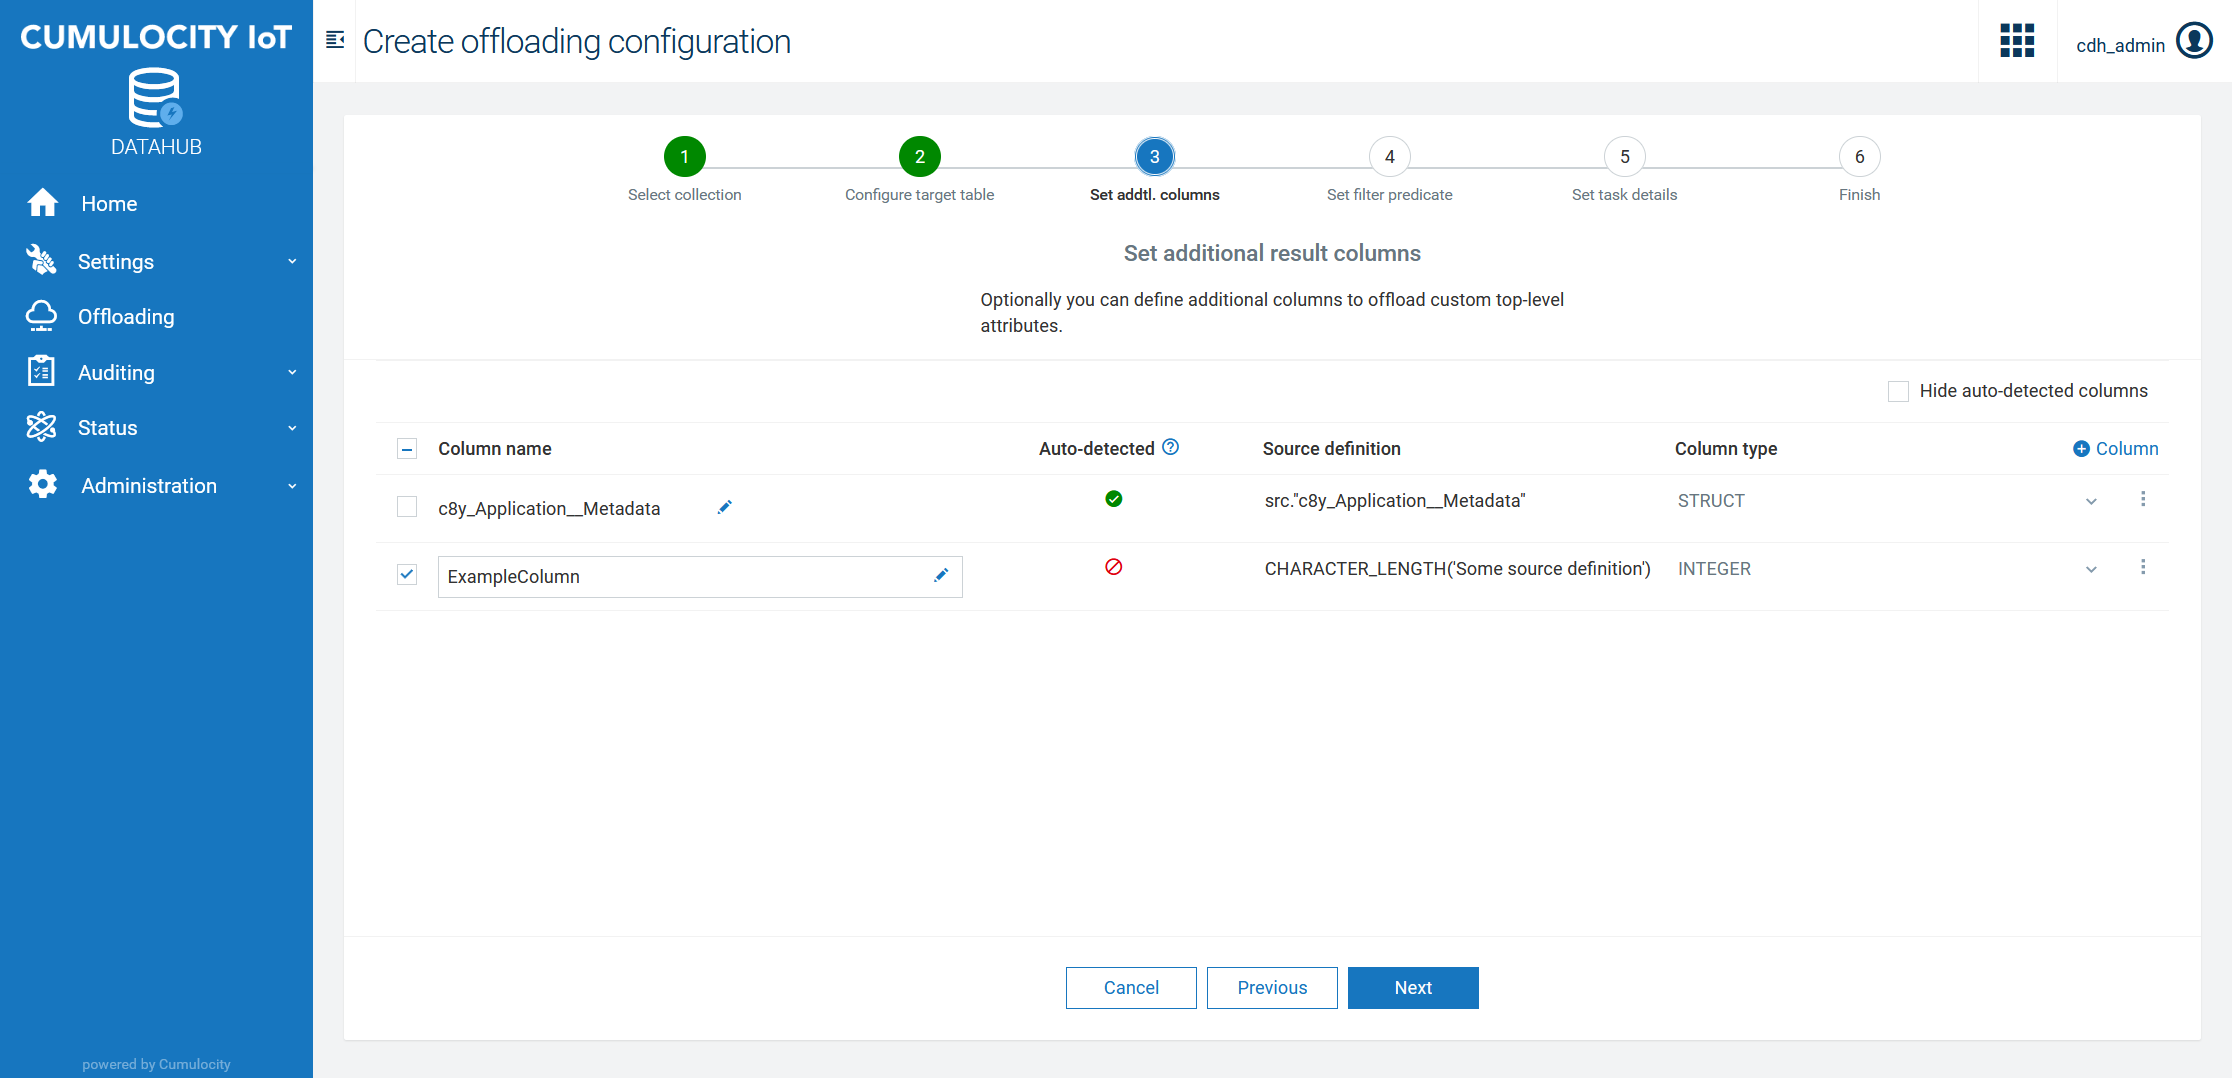 CUMULOCITY IoT
DATAHUB
Home
Settings
Offloading
Auditing
Status
Administration
powered by Cumulocity
Create offloading configuration
cdh_admin
1
2
3
4
5
6
Select collection
Configure target table
Set addtl. columns
Set filter predicate
Set task details
Finish
Set additional result columns
Optionally you can define additional columns to offload custom top-level
attributes.
Hide auto-detected columns
Column name
Auto-detected
Source definition
Column type
Column
c8y_Application__Metadata
src."c8y_Application__Metadata"
STRUCT
ExampleColumn
CHARACTER_LENGTH('Some source definition')
INTEGER
Cancel
Previous
Next